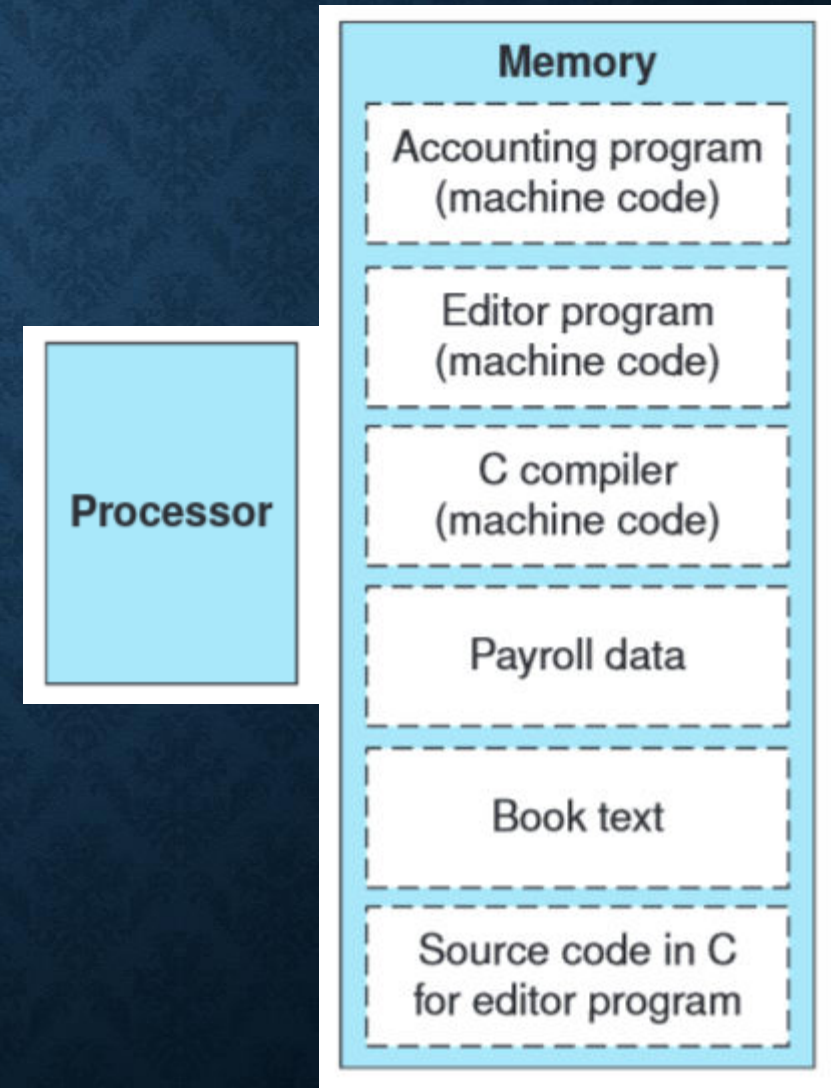 Processor
Memory
Accounting program
(machine code)
Editor program
(machine code)
C compiler
(machine code)
Payroll data
Book text
Source code in C
for editor program